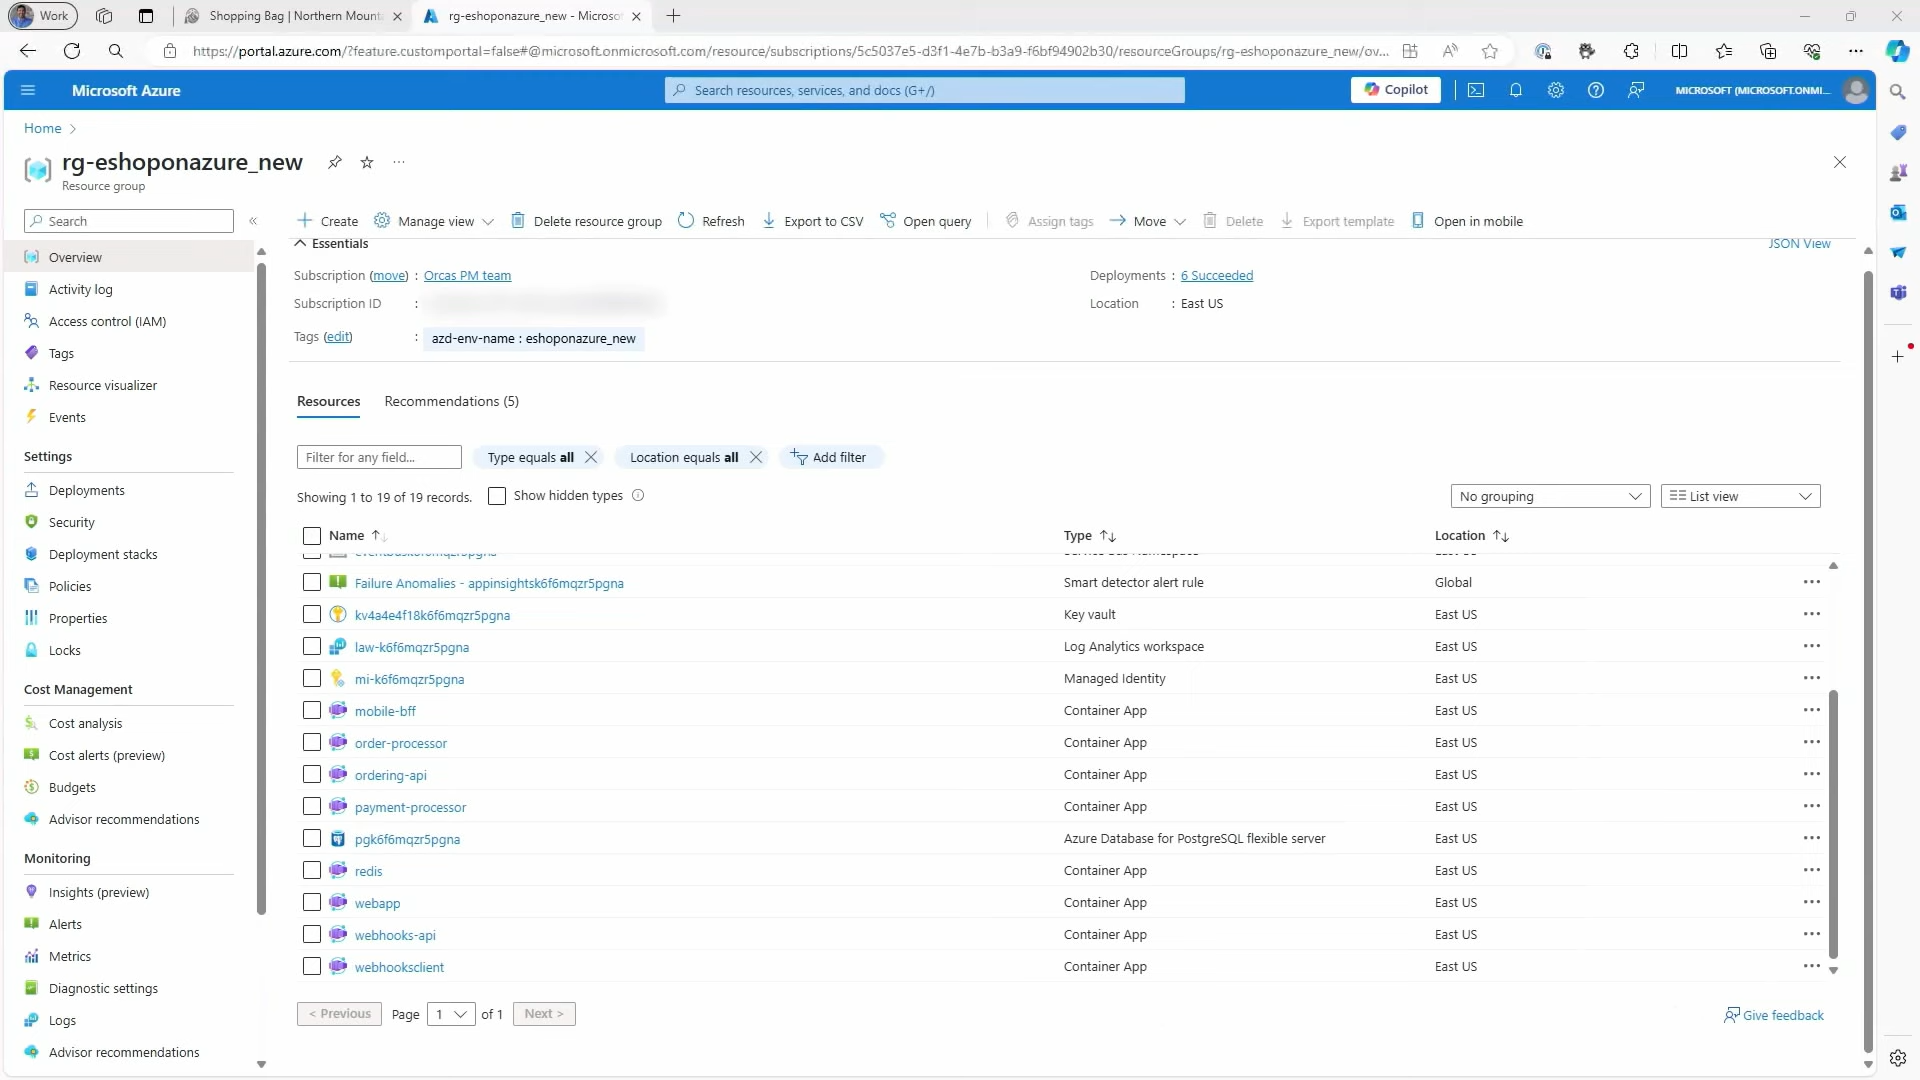 Work
Shopping Bag | Northern Mount
rg-eshoponazure_new - Microsof
https://portal.azure.com/?feature.customportal=false#@microsoft.onmicrosoft.com/resource/subscriptions/5c5037e5-d3f1-4e7b-b3a9-f6bf94902b30/resourceGroups/rg-eshoponazure_new/ov...
Microsoft Azure
Search resources, services, and docs (G+/)
Copilot
MICROSOFT (MICROSOFT.ONMI...
Home
rg-eshoponazure_new
Resource group
Search
Create
Manage view
Delete resource group
Refresh
Export to CSV
Open query
Assign tags
Move
Delete
Export template
Open in mobile
Overview
Activity log
Access control (IAM)
Tags
Resource visualizer
Events
Settings
Deployments
Security
Deployment stacks
Policies
Properties
Locks
Cost Management
Cost analysis
Cost alerts (preview)
Budgets
Advisor recommendations
Monitoring
Insights (preview)
Alerts
Metrics
Diagnostic settings
Logs
Advisor recommendations
Essentials
JSON View
Subscription (move) : Orcas PM team
Deployments : 6 Succeeded
Subscription ID :
Location : East US
Tags (edit) : azd-env-name : eshoponazure_new
Resources
Recommendations (5)
Filter for any field...
Type equals all
Location equals all
Add filter
Showing 1 to 19 of 19 records.
Show hidden types
No grouping
List view
Name Type Location
Failure Anomalies - appinsightsk6f6mqzr5pgna Smart detector alert rule Global
kv4a4e4f18k6f6mqzr5pgna Key vault East US
law-k6f6mqzr5pgna Log Analytics workspace East US
mi-k6f6mqzr5pgna Managed Identity East US
mobile-bff Container App East US
order-processor Container App East US
ordering-api Container App East US
payment-processor Container App East US
pgk6f6mqzr5pgna Azure Database for PostgreSQL flexible server East US
redis Container App East US
webapp Container App East US
webhooks-api Container App East US
webhooksclient Container App East US
< Previous
Page 1 of 1
Next >
Give feedback